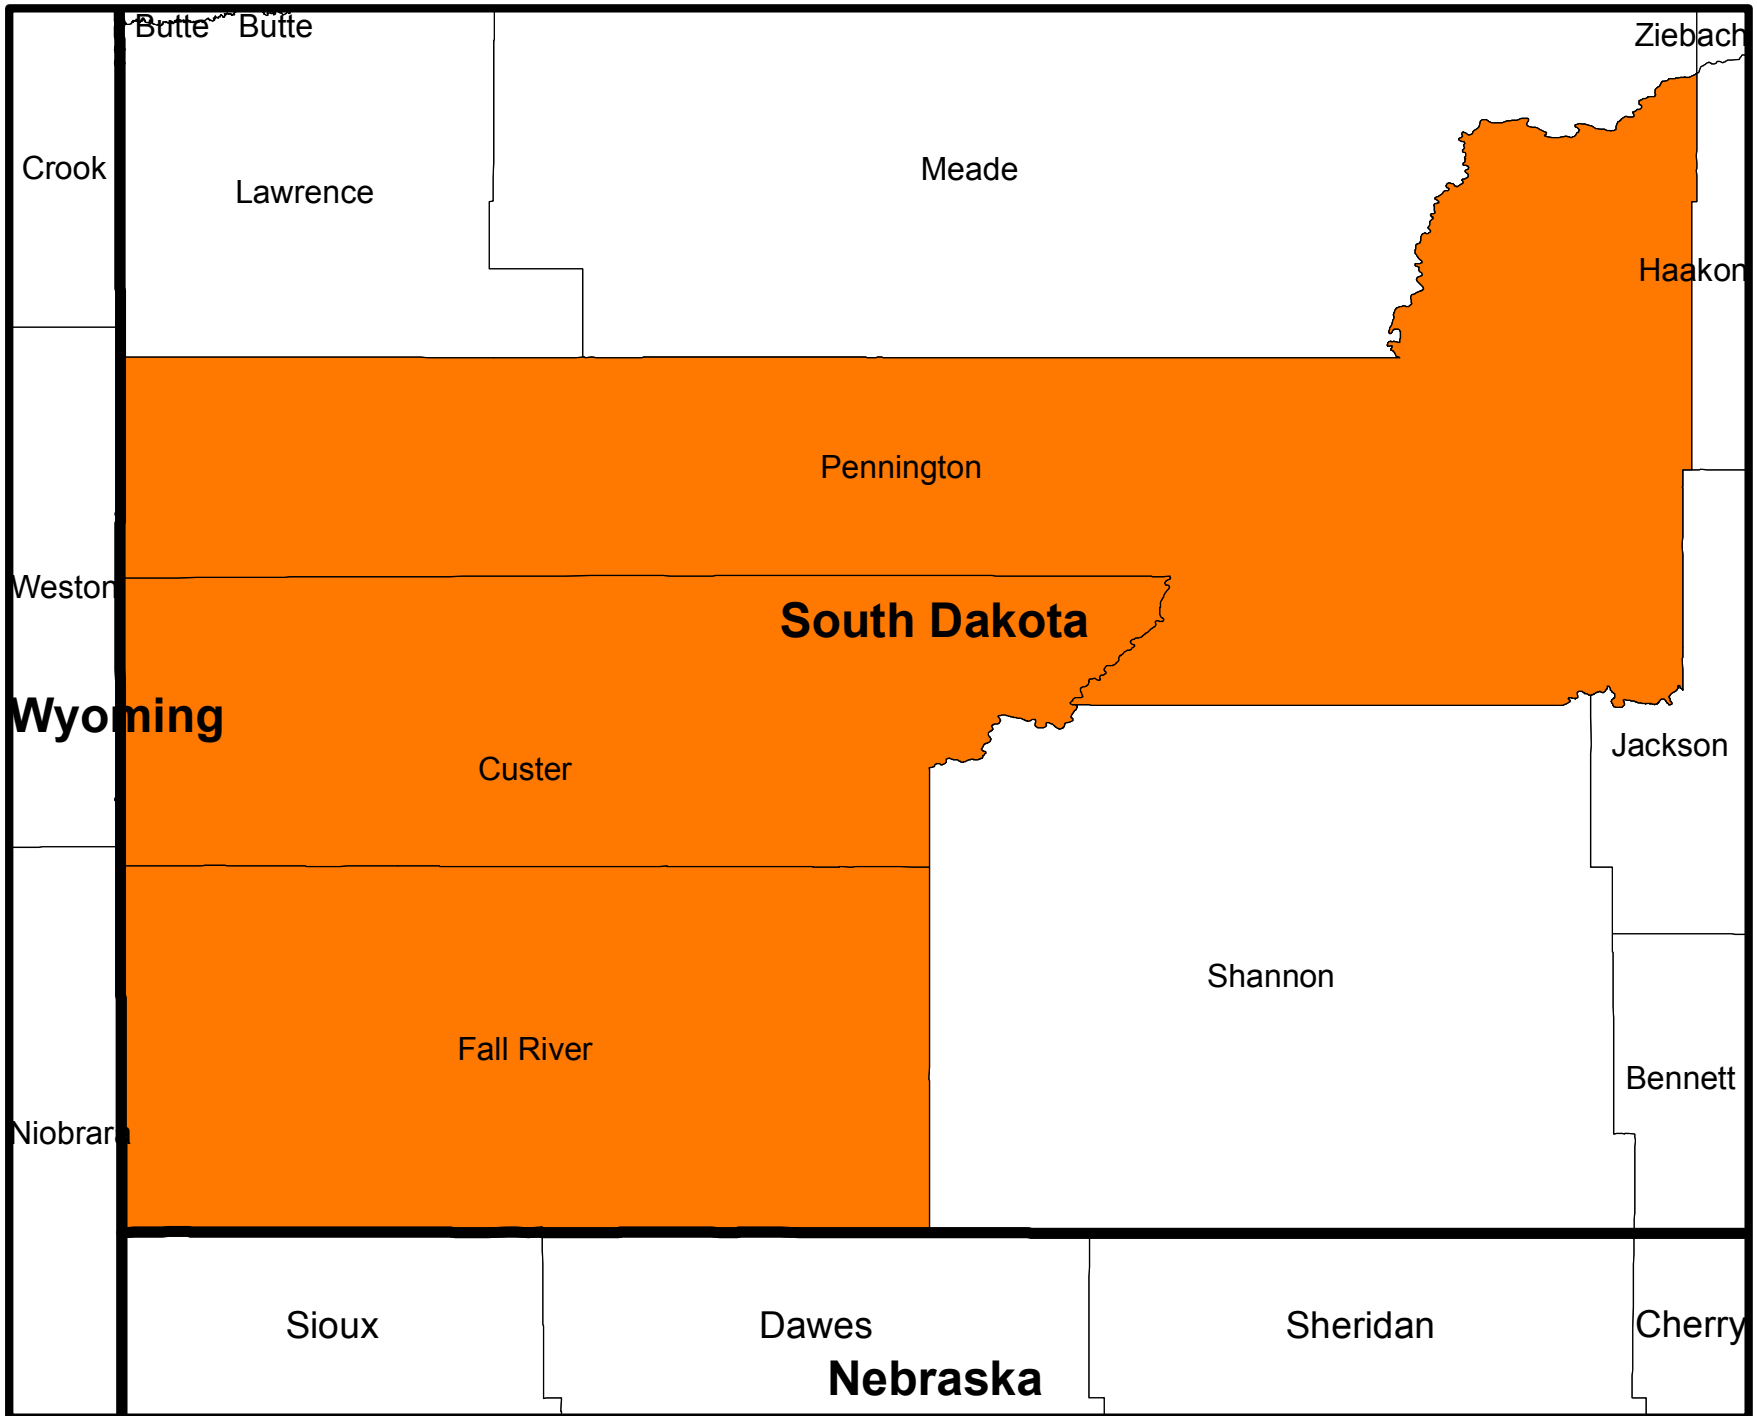 Butte Butte
Ziebach
Crook
Lawrence
Meade
Haakon
Pennington
Weston
South Dakota
Wyoming
Custer
Jackson
Shannon
Fall River
Bennett
Niobrara
Sioux
Dawes
Sheridan
Cherry
Nebraska